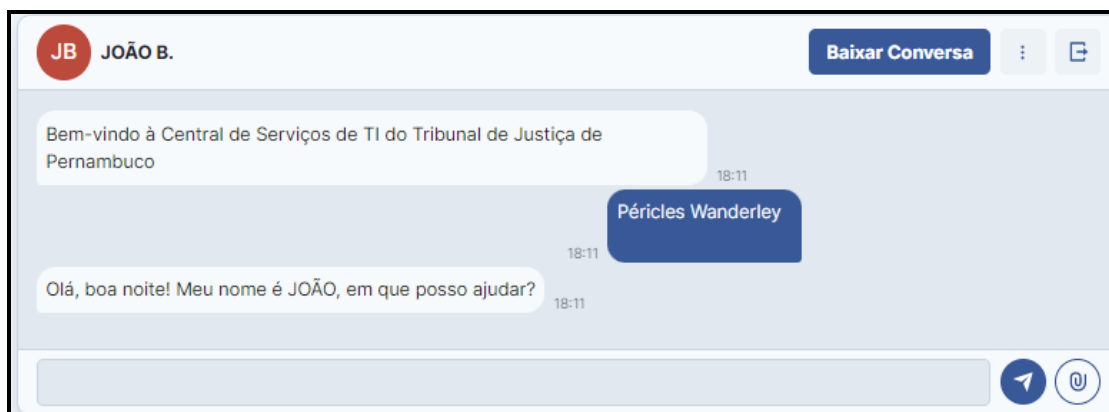 JB
JOÃO B.
Baixar Conversa
Bem-vindo à Central de Serviços de TI do Tribunal de Justiça de
Pernambuco
18:11
Péricles Wanderley
18:11
Olá, boa noite! Meu nome é JOÃO, em que posso ajudar?
18:11